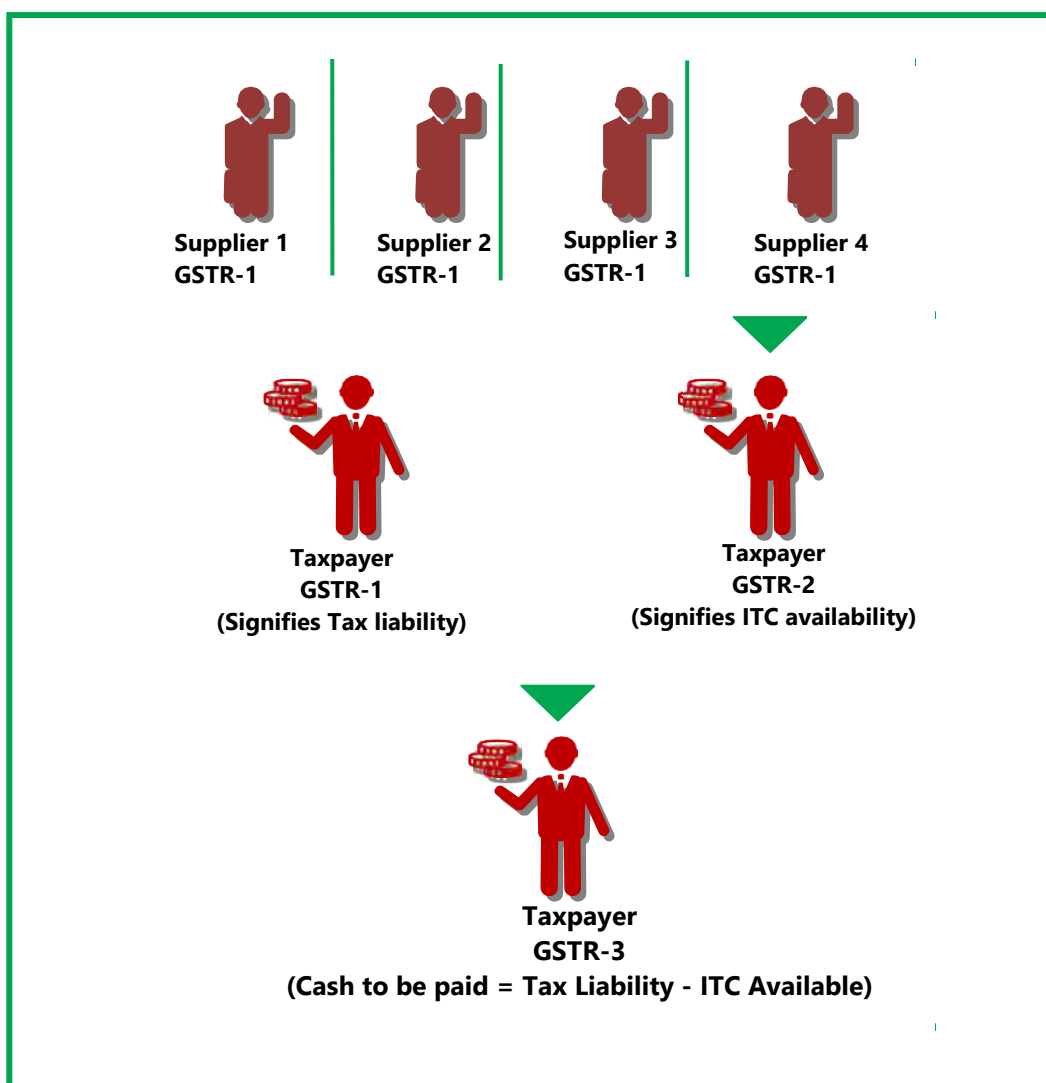 Supplier 1
GSTR-1
Supplier 2
GSTR-1
Supplier 3
GSTR-1
Supplier 4
GSTR-1
Taxpayer
GSTR-1
(Signifies Tax liability)
Taxpayer
GSTR-2
(Signifies ITC availability)
Taxpayer
GSTR-3
(Cash to be paid = Tax Liability - ITC Available)